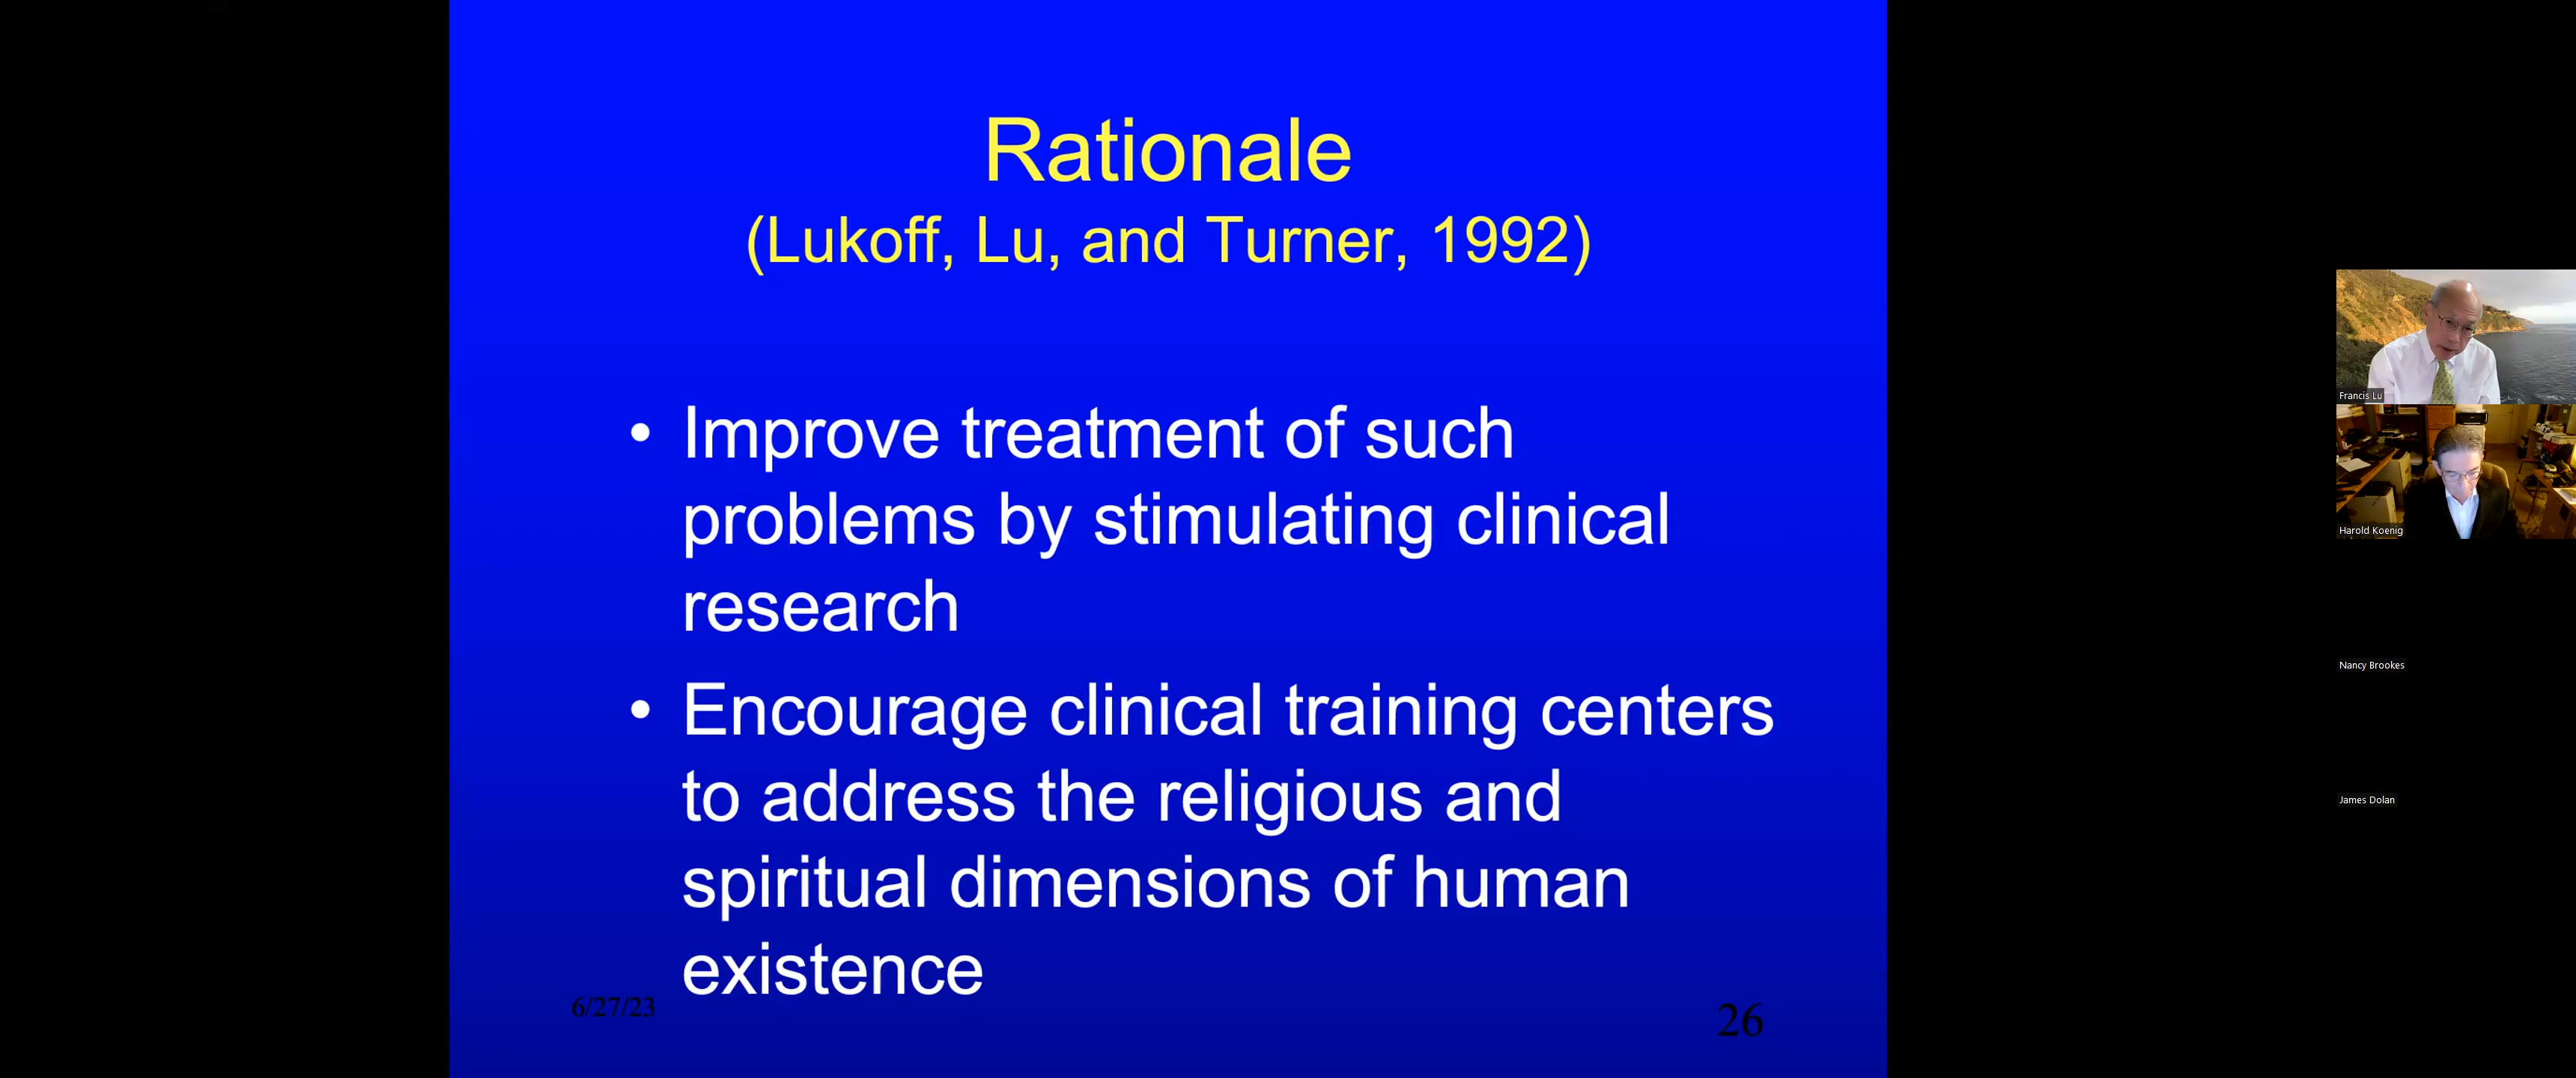 Rationale
(Lukoff, Lu, and Turner, 1992)
• Improve treatment of such
problems by stimulating clinical
research
• Encourage clinical training centers
to address the religious and
spiritual dimensions of human
existence
6/27/23
26
Francis Lu
Harold Koenig
Nancy Brookes
James Dolan